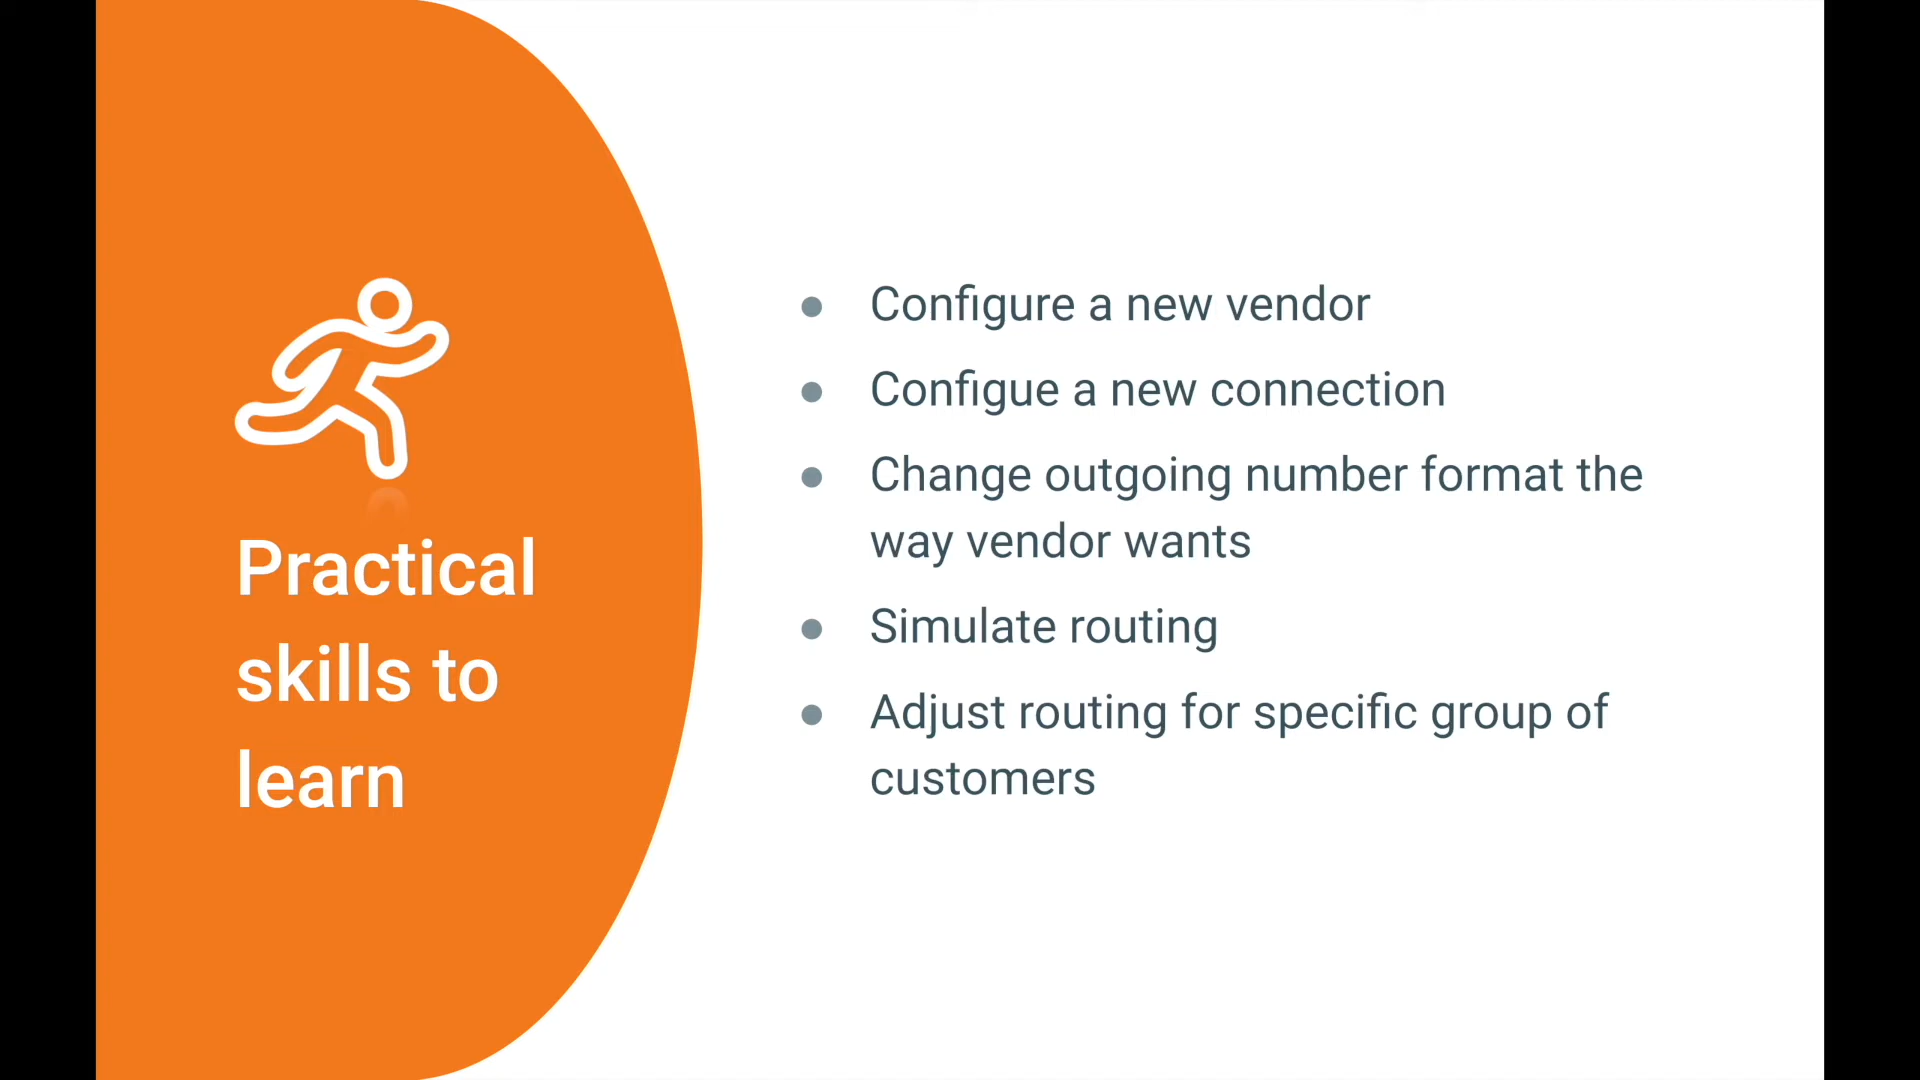 Practical
skills to
learn
● Configure a new vendor
● Configue a new connection
● Change outgoing number format the
way vendor wants
● Simulate routing
● Adjust routing for specific group of
customers